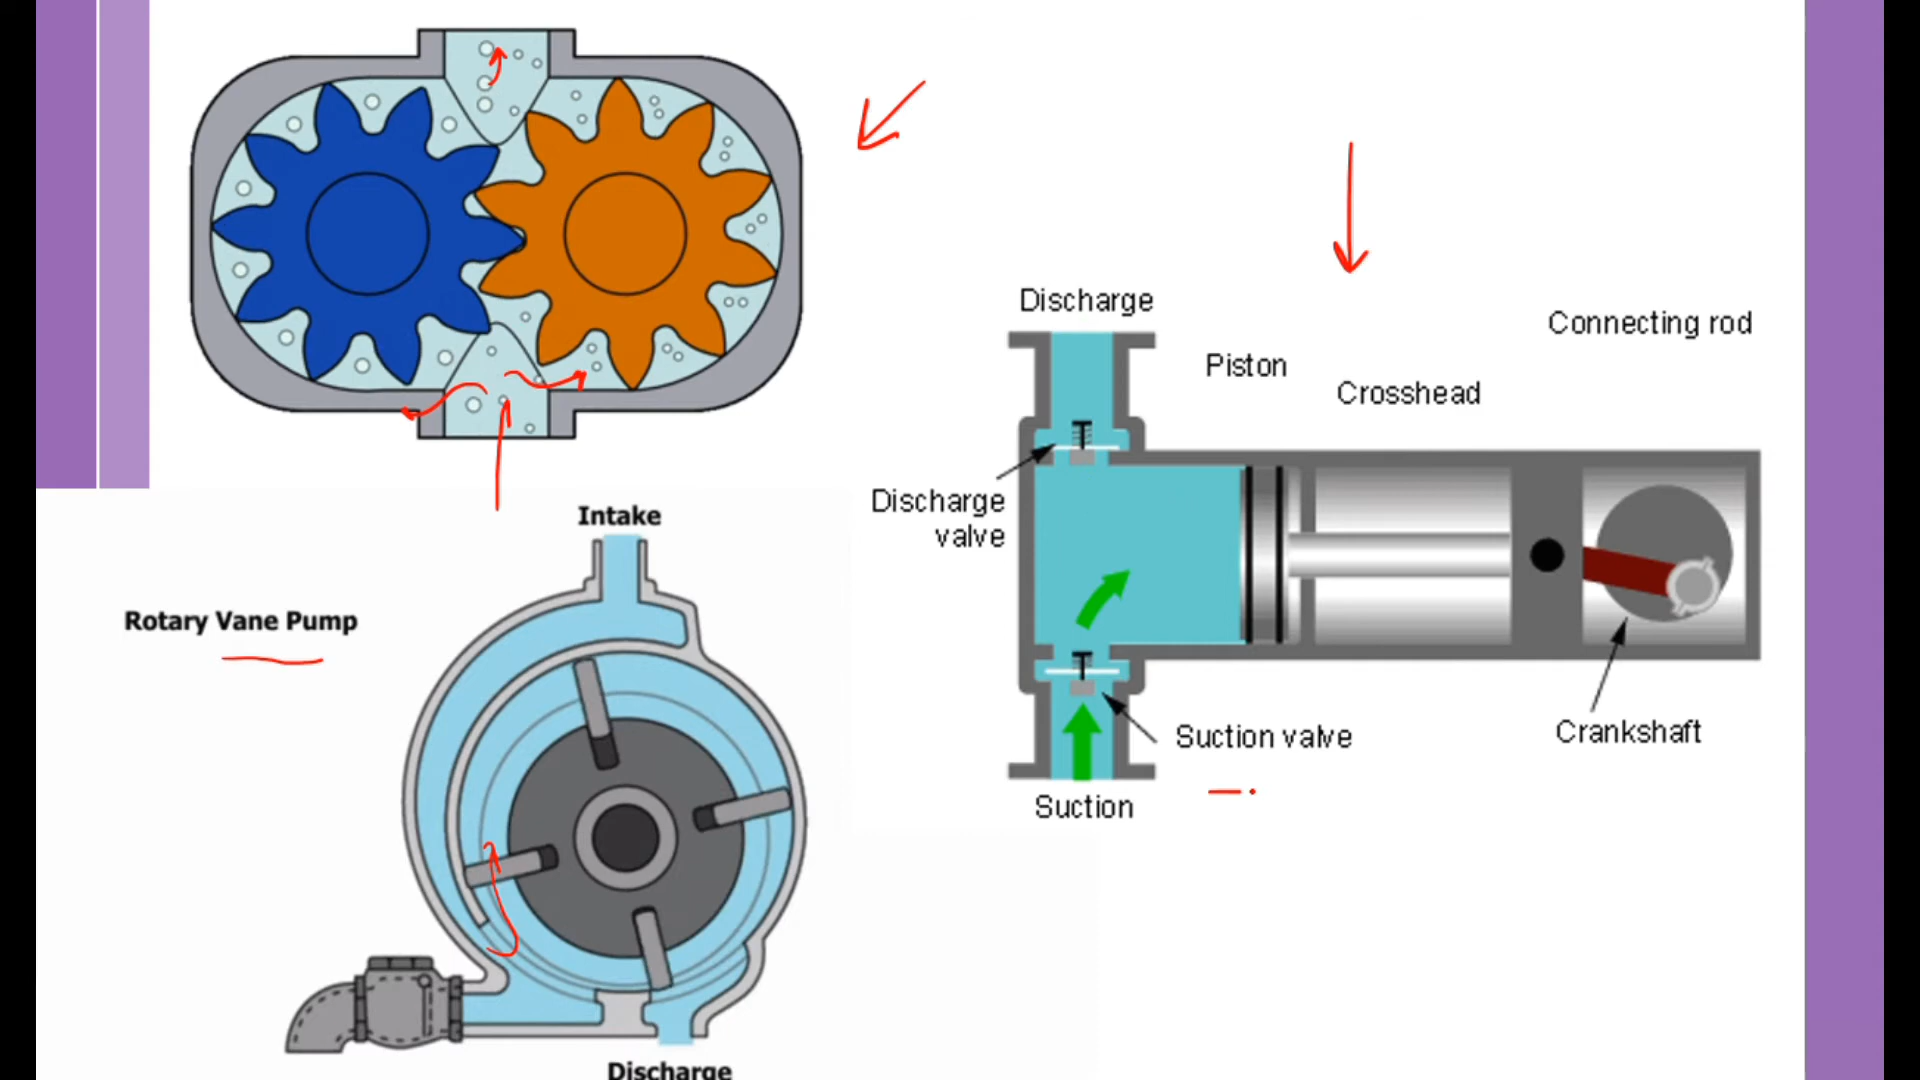 Discharge
Connecting rod
Piston
Crosshead
Discharge
valve
Intake
Rotary Vane Pump
Suction valve
Crankshaft
Suction
Discharge